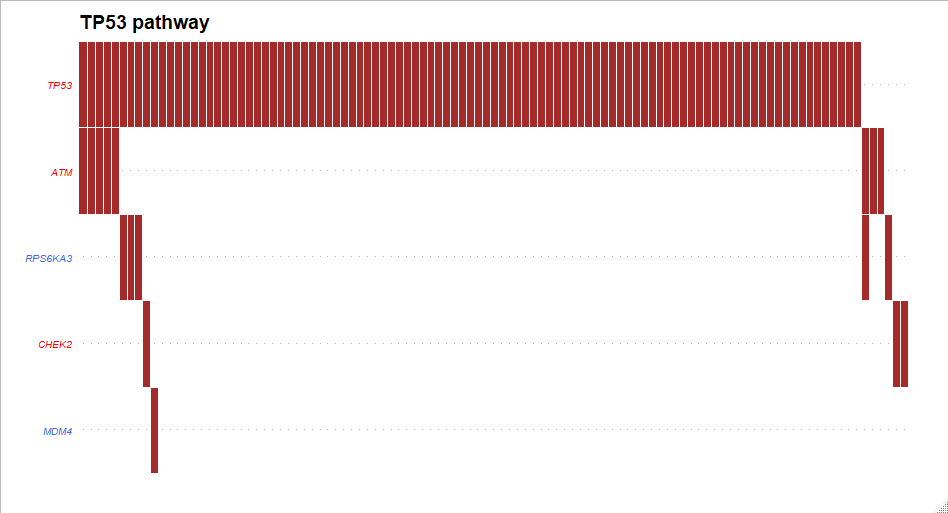 TP53 pathway
TP53
ATM
RPS6KA3
CHEK2
MDM4